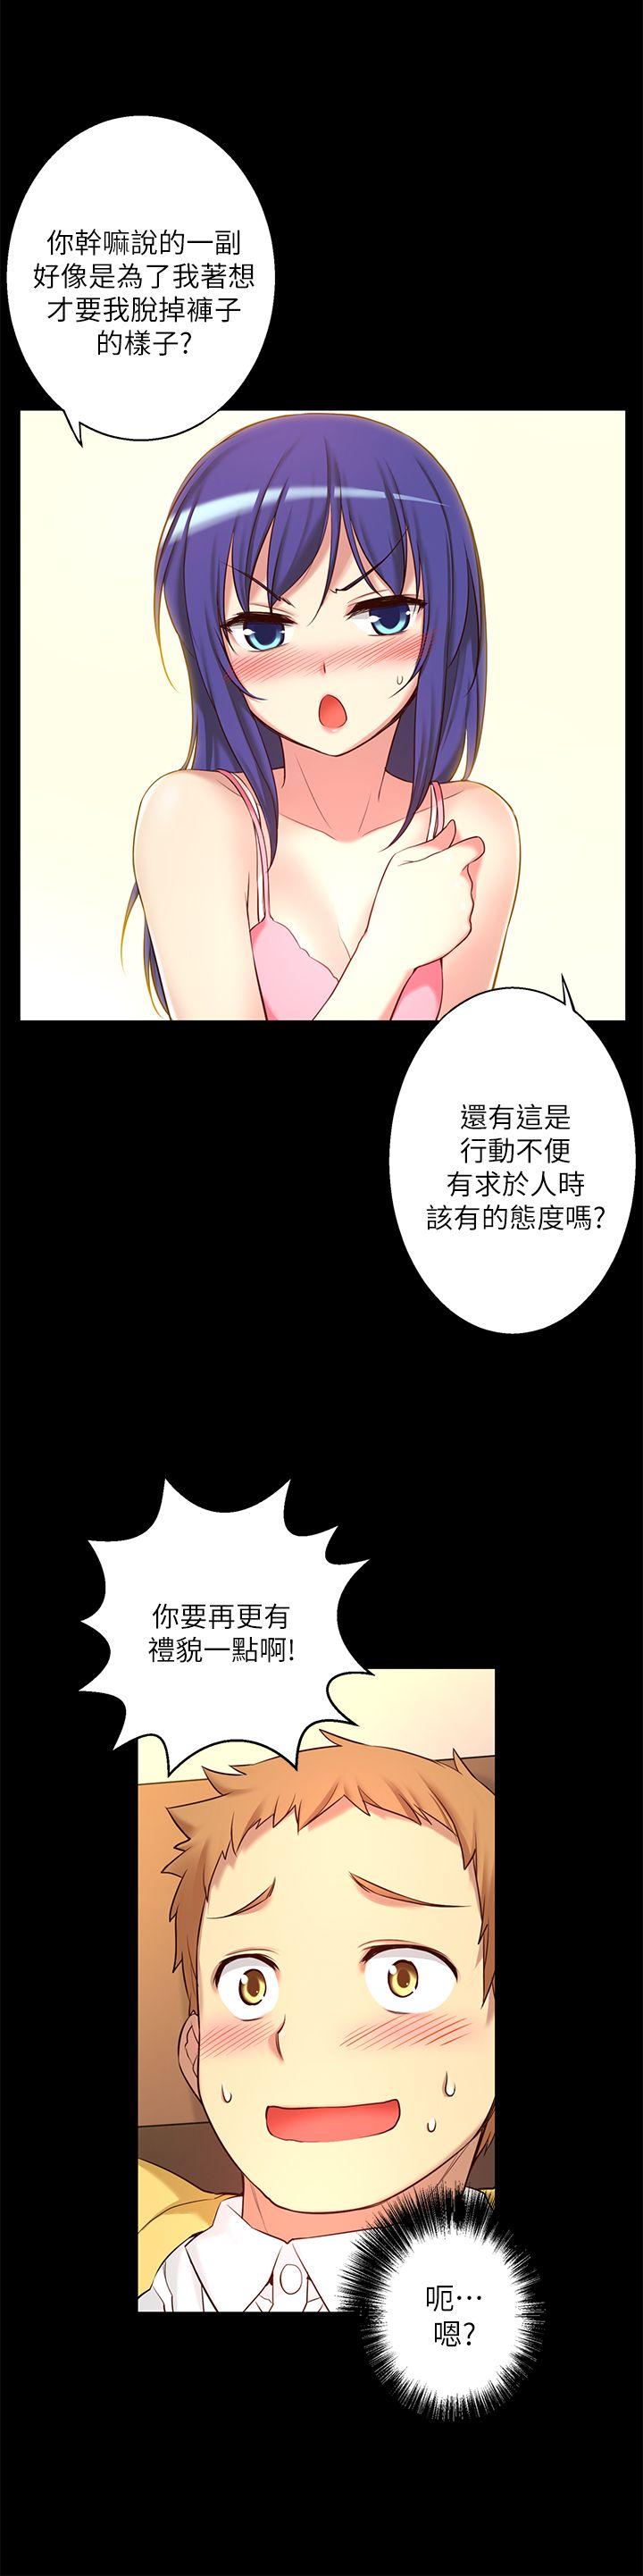 你幹嘛說的一副
好像是為了我著想
才要我脫掉褲子
的樣子?
還有這是
行動不便
有求於人時
該有的態度嗎?
你要再更有
禮貌一點啊!
呃…
嗯?